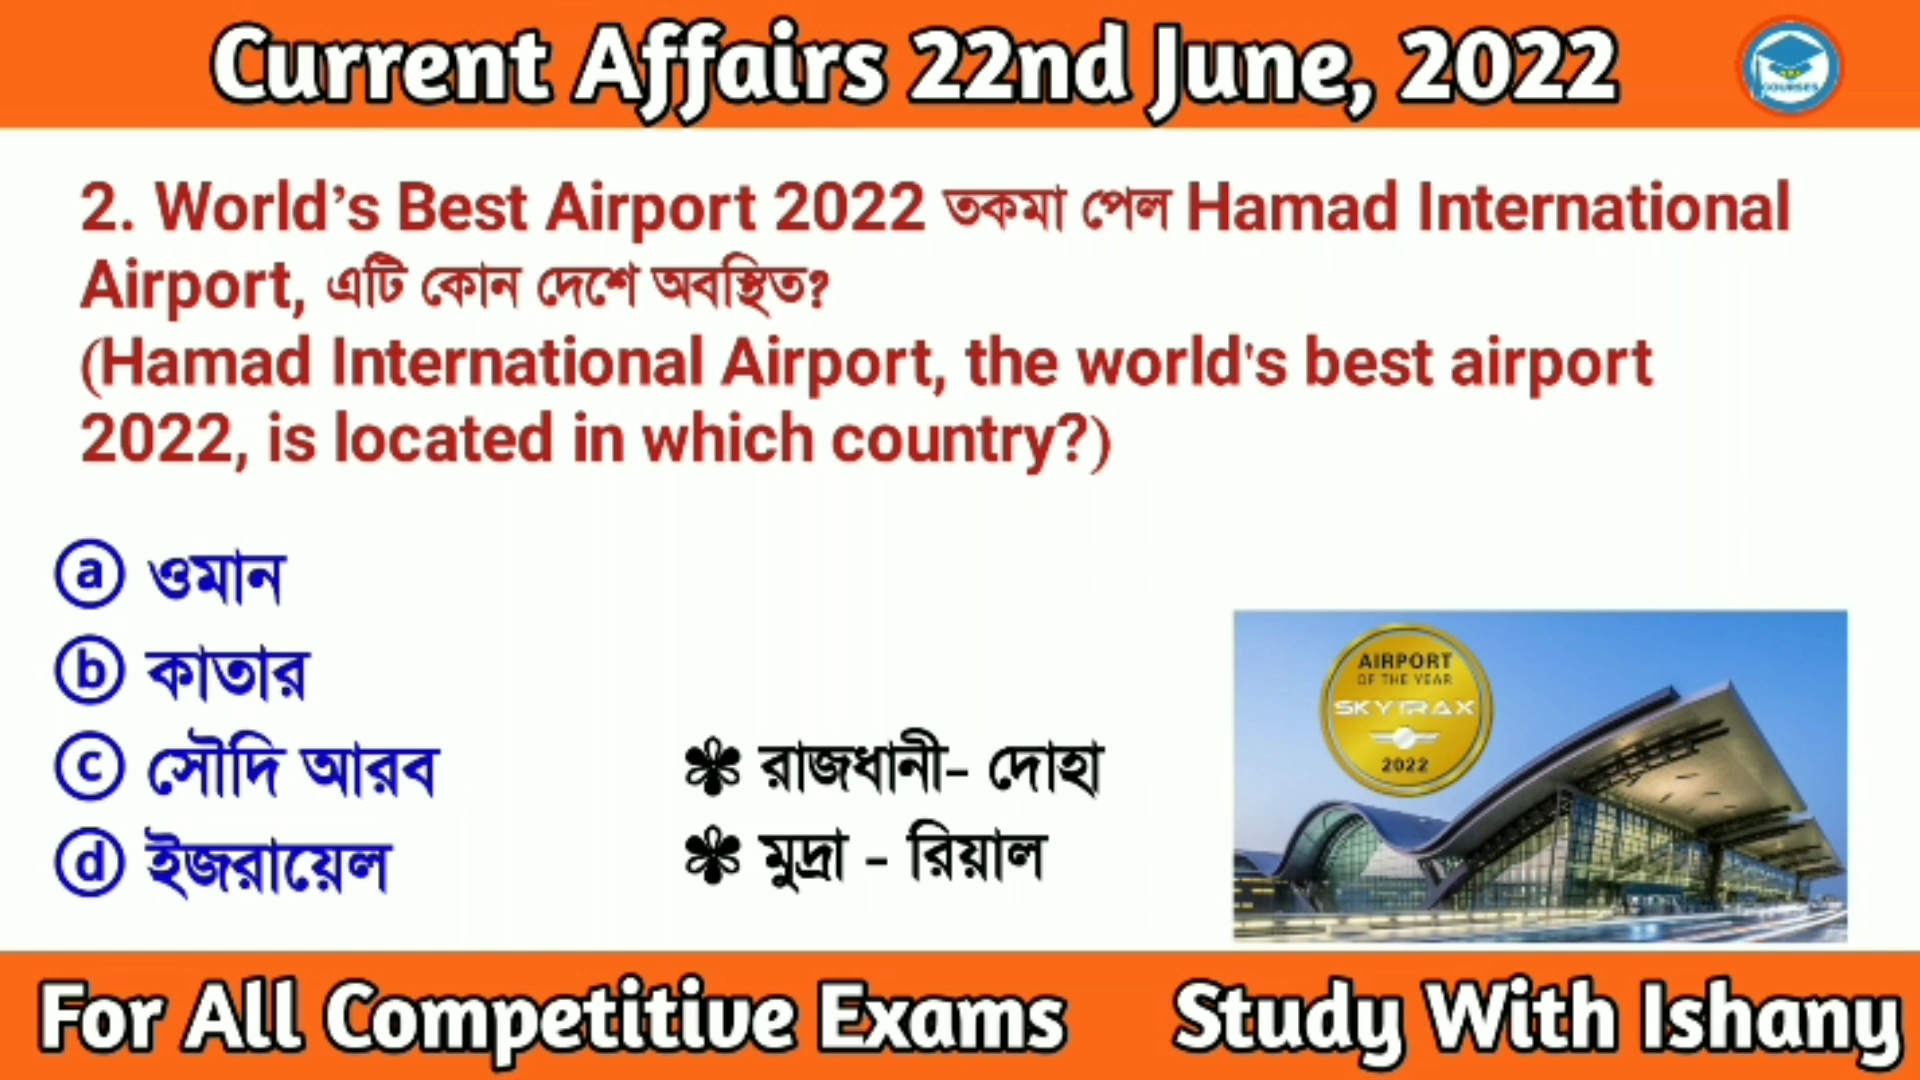 Current Affairs 22nd June, 2022
COURSES
2. World’s Best Airport 2022 তকমা পেল Hamad International
Airport, এটি কোন দেশে অবস্থিত?
(Hamad International Airport, the world's best airport
2022, is located in which country?)
ⓐ ওমান
ⓑ কাতার
ⓒ সৌদি আরব
ⓓ ইজরায়েল
✾ রাজধানী- দোহা
✾ মুদ্রা - রিয়াল
AIRPORT
OF THE YEAR
SKYTRAX
2022
For All Competitive Exams
Study With Ishany